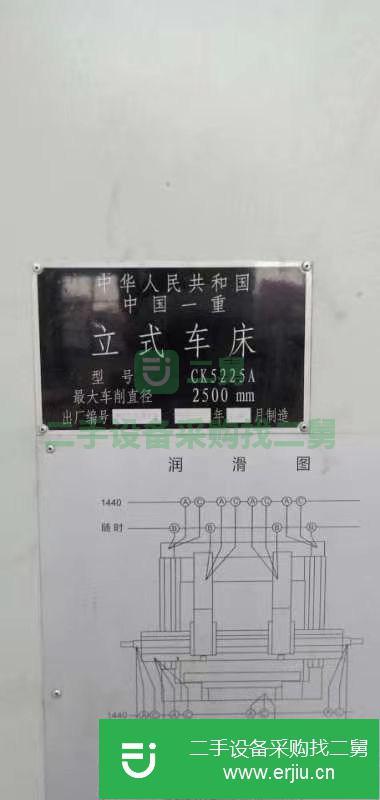 中华人民共和国
中国一重
立式车床
型号 CK5225A
最大车削直径 2500 mm
出厂编号 年 月制造
二舅
二手设备采购找二舅
润滑图
1440 A C A C A C A C
随时 B B B B
1440 A C A C A C
二手设备采购找二舅
www.erjiu.cn